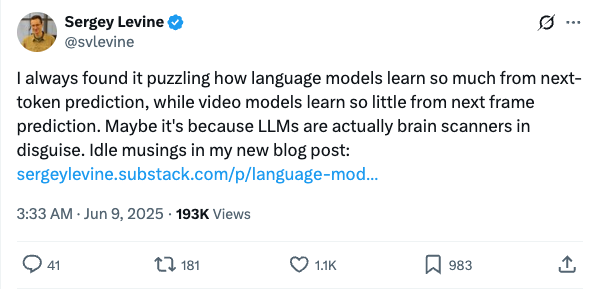 Sergey Levine
@svlevine
I always found it puzzling how language models learn so much from next-
token prediction, while video models learn so little from next frame
prediction. Maybe it's because LLMs are actually brain scanners in
disguise. Idle musings in my new blog post:
sergeylevine.substack.com/p/language-mod...
3:33 AM · Jun 9, 2025 · 193K Views
41 181 1.1K 983